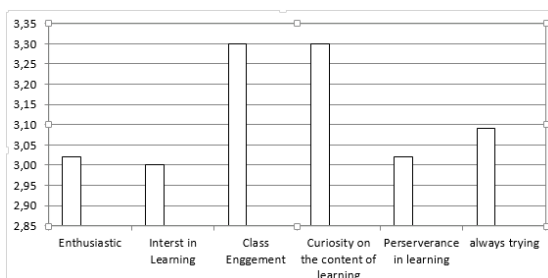 3,35
3,30
3,25
3,20
3,15
3,10
3,05
3,00
2,95
2,90
2,85
Enthusiastic
Interst in
Learning
Class
Enggement
Curiosity on
the content of
learning
Perserverance
in learning
always trying